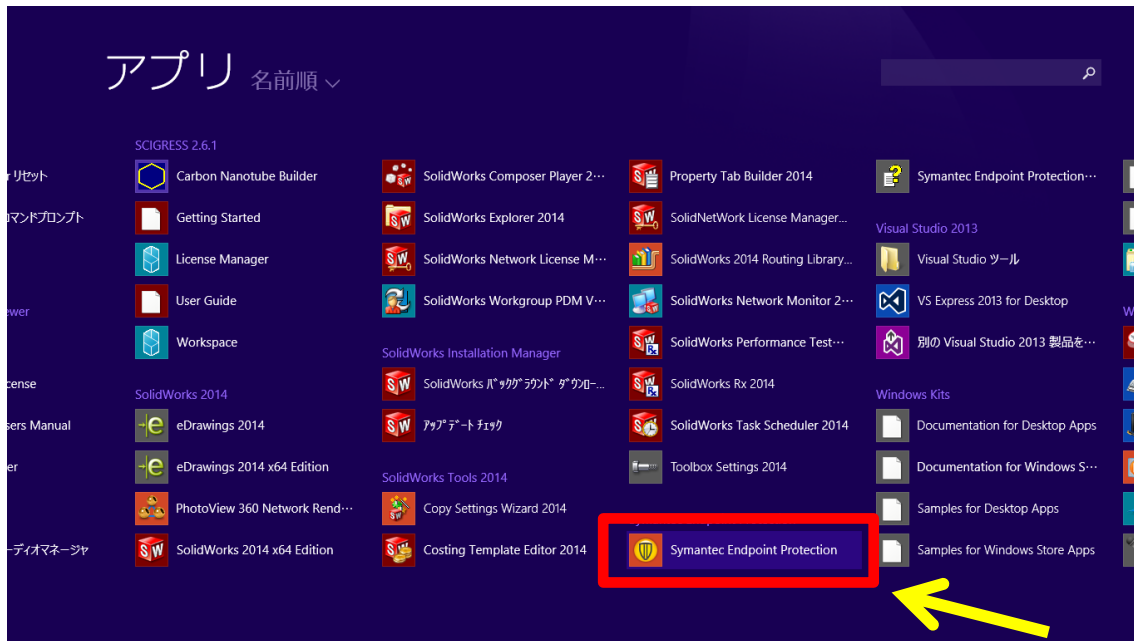 アプリ 名前順
r リセット
コマンドプロンプト
ewer
cense
sers Manual
er
ーディオマネージャ
SCIGRESS 2.6.1
Carbon Nanotube Builder
Getting Started
License Manager
User Guide
Workspace
SolidWorks 2014
eDrawings 2014
eDrawings 2014 x64 Edition
PhotoView 360 Network Rend…
SolidWorks 2014 x64 Edition
SolidWorks Composer Player 2…
SolidWorks Explorer 2014
SolidWorks Network License M…
SolidWorks Workgroup PDM V…
SolidWorks Installation Manager
SolidWorks ﾊﾞｯｸｸﾞﾗｳﾝﾄﾞ ﾀﾞｳﾝﾛｰ...
ｱｯﾌﾟﾃﾞｰﾄ ﾁｪｯｸ
SolidWorks Tools 2014
Copy Settings Wizard 2014
Costing Template Editor 2014
Property Tab Builder 2014
SolidNetWork License Manager...
SolidWorks 2014 Routing Library...
SolidWorks Network Monitor 2…
SolidWorks Performance Test…
SolidWorks Rx 2014
SolidWorks Task Scheduler 2014
Toolbox Settings 2014
Symantec Endpoint Protection
Symantec Endpoint Protection…
Visual Studio 2013
Visual Studio ツール
VS Express 2013 for Desktop
別の Visual Studio 2013 製品を…
Windows Kits
Documentation for Desktop Apps
Documentation for Windows S…
Samples for Desktop Apps
Samples for Windows Store Apps
W